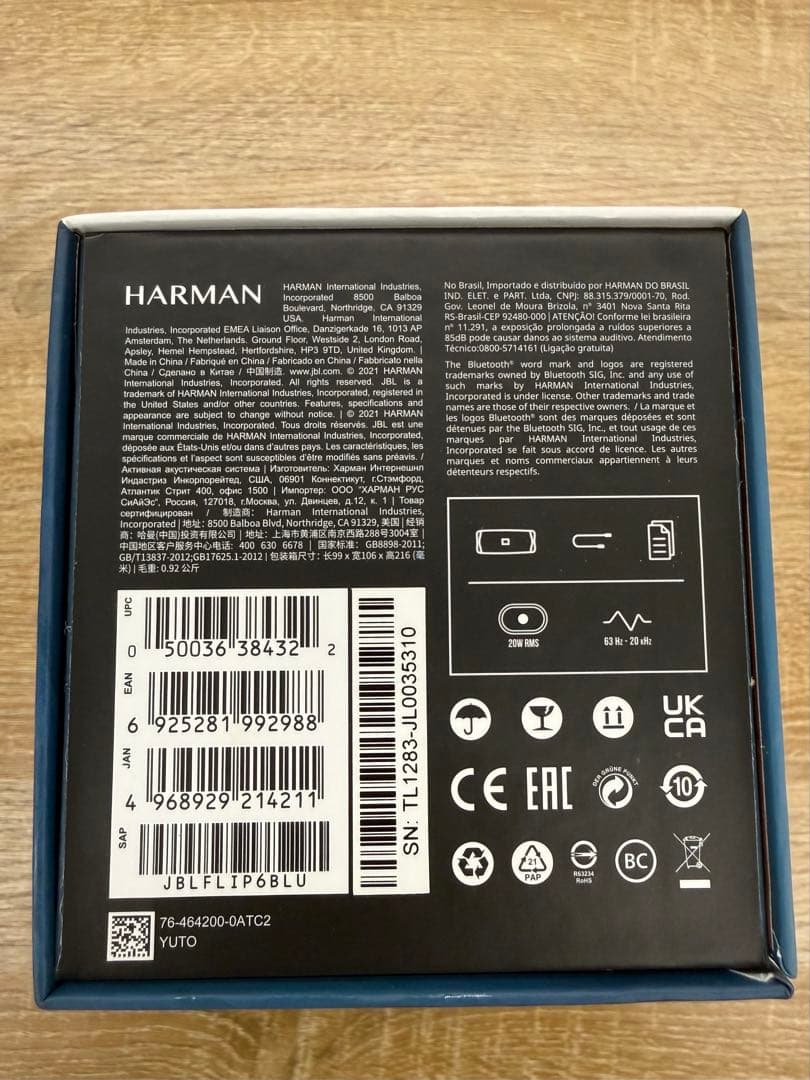 HARMAN
HARMAN International Industries,
Incorporated 8500 Balboa
Boulevard, Northridge, CA 91329
USA. Harman International
Industries, Incorporated EMEA Liaison Office, Danzigerkade 16, 1013 AP
Amsterdam, The Netherlands. Ground Floor, Westside 2, London Road,
Apsley, Hemel Hempstead, Hertfordshire, HP3 9TD, United Kingdom. |
Made in China / Fabriqué en China / Fabricado en China / Fabbricato nella
China / Сделано в Китае / 中国制造. www.jbl.com. © 2021 HARMAN
International Industries, Incorporated. All rights reserved. JBL is a
trademark of HARMAN International Industries, Incorporated, registered in
the United States and/or other countries. Features, specifications and
appearance are subject to change without notice. | © 2021 HARMAN
International Industries, Incorporated. Tous droits réservés. JBL est une
marque commerciale de HARMAN International Industries, Incorporated,
déposée aux États-Unis et/ou dans d'autres pays. Les caractéristiques, les
spécifications et l'aspect sont susceptibles d'être modifiés sans préavis. /
Активная акустическая система | Изготовитель: Харман Интернешнл
Индастриз Инкорпорейтед, США, 06901 Коннектикут, г.Стэмфорд,
Атлантик Стрит 400, офис 1500 | Импортер: ООО "ХАРМАН РУС
СиАйЭс", Россия, 127018, г.Москва, ул. Двинцев, д.12, к. 1 | Товар
сертифицирован / 制造商: Harman International Industries,
Incorporated | 地址: 8500 Balboa Blvd, Northridge, CA 91329, 美国 | 经销
商: 哈曼(中国)投资有限公司 | 地址: 上海市黄浦区南京西路288号3004室 |
中国地区客户服务中心电话: 400 630 6678 | 国家标准: GB8898-2011;
GB/T13837-2012;GB17625.1-2012 | 包装箱尺寸: 长99 x 宽106 x 高216 (毫
米) | 毛重: 0.92 公斤
No Brasil, Importado e distribuído por HARMAN DO BRASIL
IND. ELET. e PART. Ltda, CNPJ: 88.315.379/0001-70, Rod.
Gov. Leonel de Moura Brizola, n° 3401 Nova Santa Rita
RS-Brasil-CEP 92480-000 | ATENÇÃO! Conforme lei brasileira
n° 11.291, a exposição prolongada a ruídos superiores a
85dB pode causar danos ao sistema auditivo. Atendimento
Técnico:0800-5714161 (Ligação gratuita)
The Bluetooth® word mark and logos are registered
trademarks owned by Bluetooth SIG, Inc. and any use of
such marks by HARMAN International Industries,
Incorporated is under license. Other trademarks and trade
names are those of their respective owners. / La marque et
les logos Bluetooth® sont des marques déposées et sont
détenues par the Bluetooth SIG, Inc., et tout usage de ces
marques par HARMAN International Industries,
Incorporated se fait sous accord de licence. Les autres
marques et noms commerciaux appartiennent à leurs
détenteurs respectifs.
20W RMS
63 Hz - 20 kHz
UPC
0 50036 38432 2
EAN
6 925281 992988
JAN
4 968929 214211
SAP
JBLFLIP6BLU
SN: TL1283-JL0035310
UK
CA
CE
EAC
DER GRÜNE PUNKT
10
21
PAP
R63234
RoHS
BC
76-464200-0ATC2
YUTO